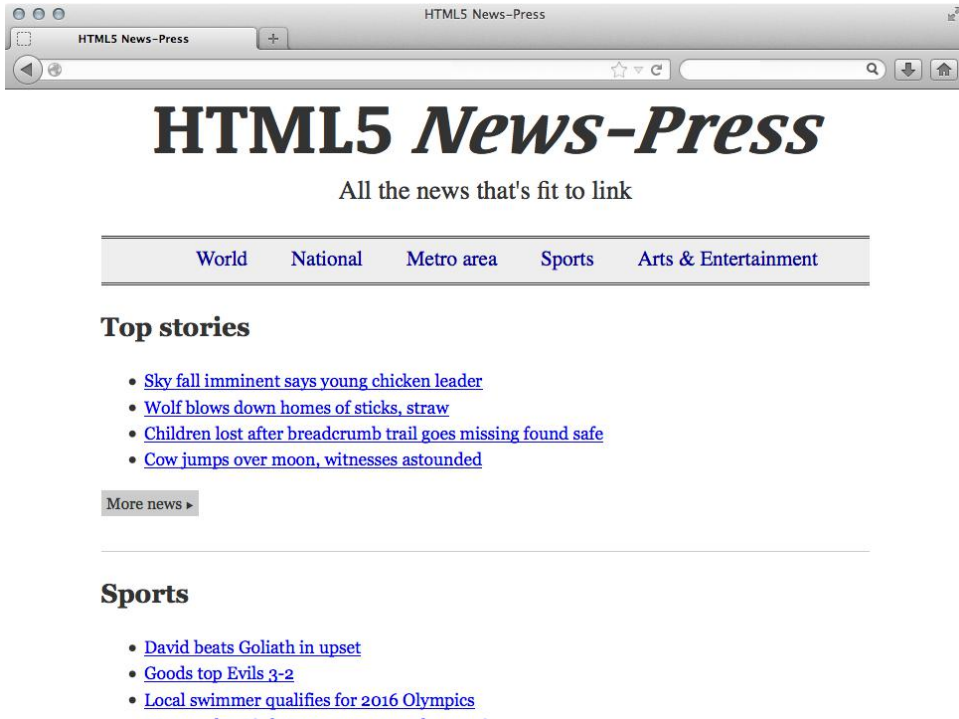 HTML5 News-Press
HTML5 News-Press
HTML5 News-Press
All the news that's fit to link
World National Metro area Sports Arts & Entertainment
Top stories
Sky fall imminent says young chicken leader
Wolf blows down homes of sticks, straw
Children lost after breadcrumb trail goes missing found safe
Cow jumps over moon, witnesses astounded
More news ▸
Sports
David beats Goliath in upset
Goods top Evils 3-2
Local swimmer qualifies for 2016 Olympics